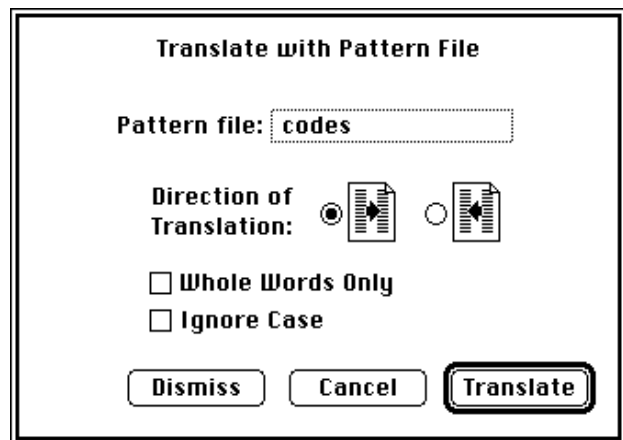 Translate with Pattern File
Pattern file: codes
Direction of
Translation:
Whole Words Only
Ignore Case
Dismiss Cancel Translate